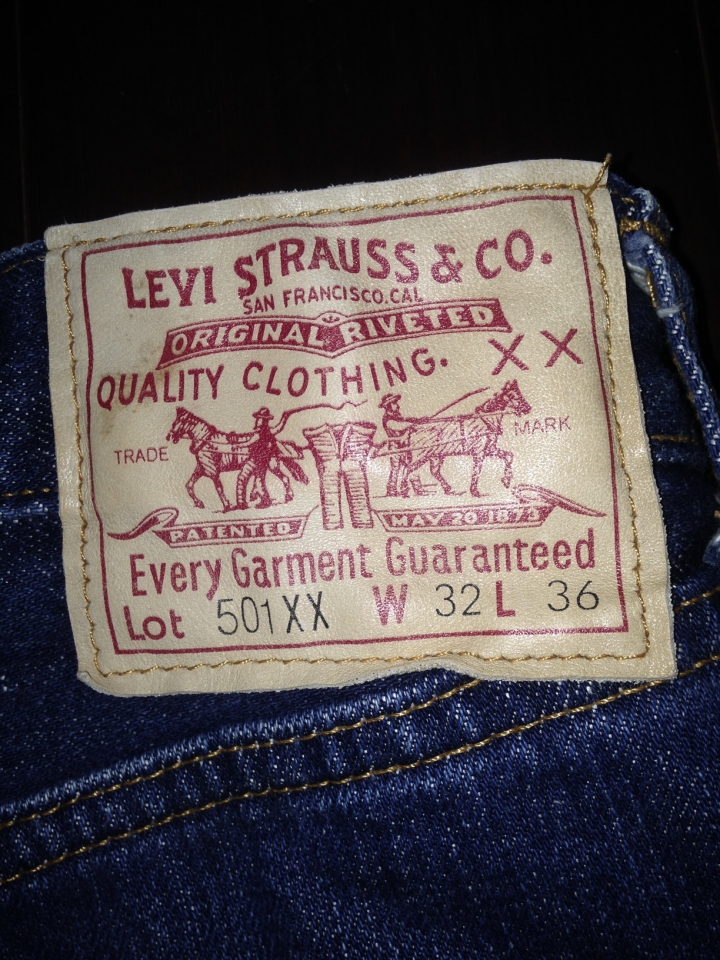 LEVI STRAUSS & CO.
SAN FRANCISCO.CAL
ORIGINAL RIVETED
QUALITY CLOTHING. XX
TRADE MARK
PATENTED MAY 20 1873
Every Garment Guaranteed
Lot 501XX W 32 L 36